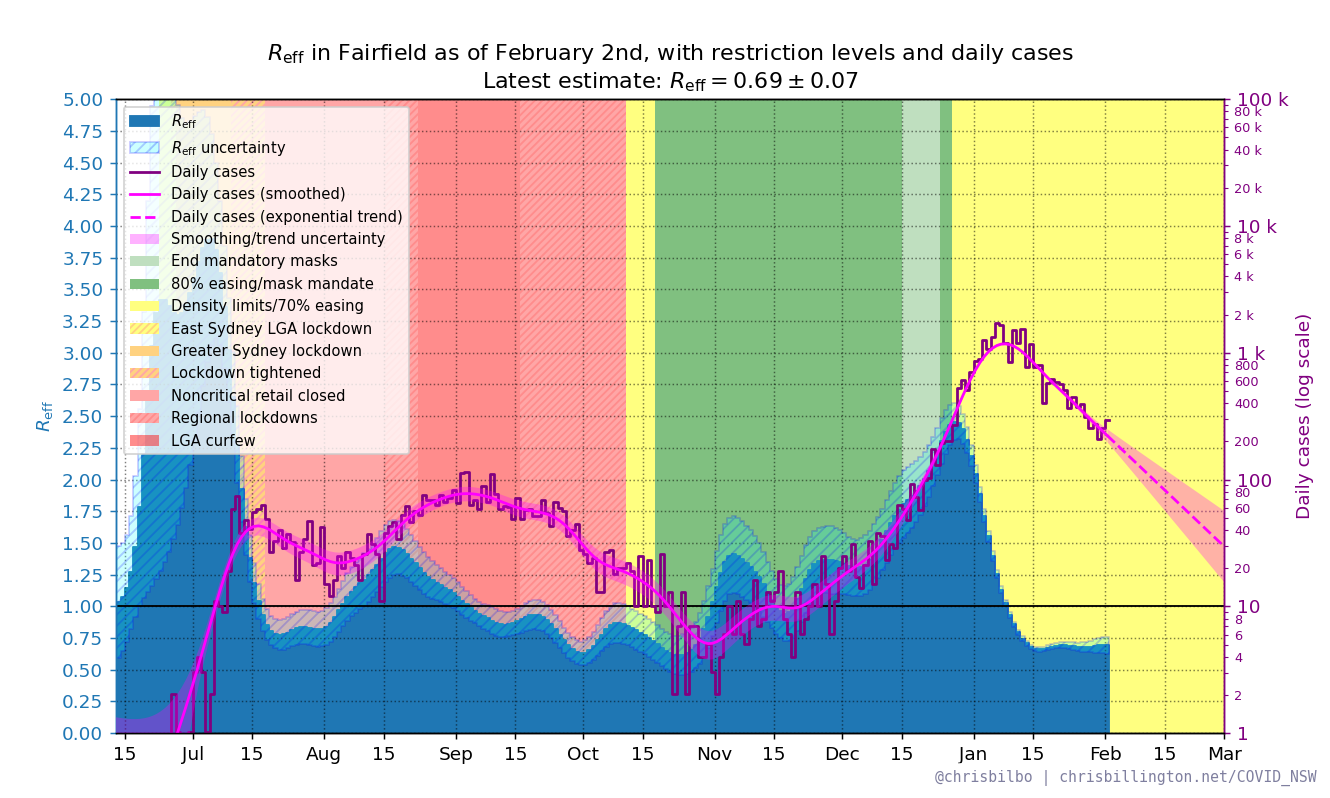 R_eff in Fairfield as of February 2nd, with restriction levels and daily cases
Latest estimate: R_eff = 0.69 ± 0.07
R_eff
R_eff uncertainty
Daily cases
Daily cases (smoothed)
Daily cases (exponential trend)
Smoothing/trend uncertainty
End mandatory masks
80% easing/mask mandate
Density limits/70% easing
East Sydney LGA lockdown
Greater Sydney lockdown
Lockdown tightened
Noncritical retail closed
Regional lockdowns
LGA curfew
R_eff
5.00
4.75
4.50
4.25
4.00
3.75
3.50
3.25
3.00
2.75
2.50
2.25
2.00
1.75
1.50
1.25
1.00
0.75
0.50
0.25
0.00
15 Jul 15 Aug 15 Sep 15 Oct 15 Nov 15 Dec 15 Jan 15 Feb 15 Mar
100 k
80 k
60 k
40 k
20 k
10 k
8 k
6 k
4 k
2 k
1 k
800
600
400
200
100
80
60
40
20
10
8
6
4
2
1
Daily cases (log scale)
@chrisbilbo | chrisbillington.net/COVID_NSW